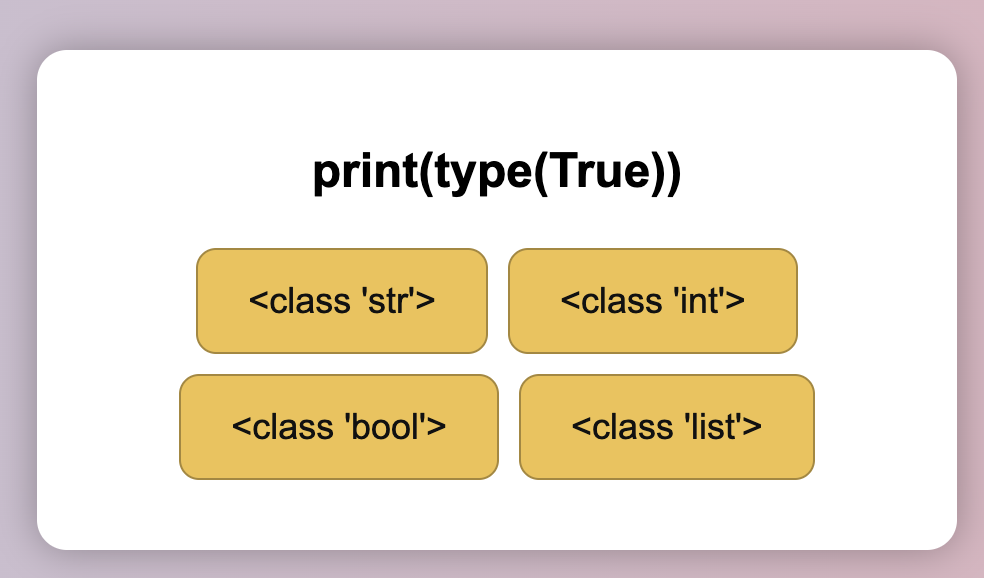 print(type(True))
<class 'str'>
<class 'int'>
<class 'bool'>
<class 'list'>